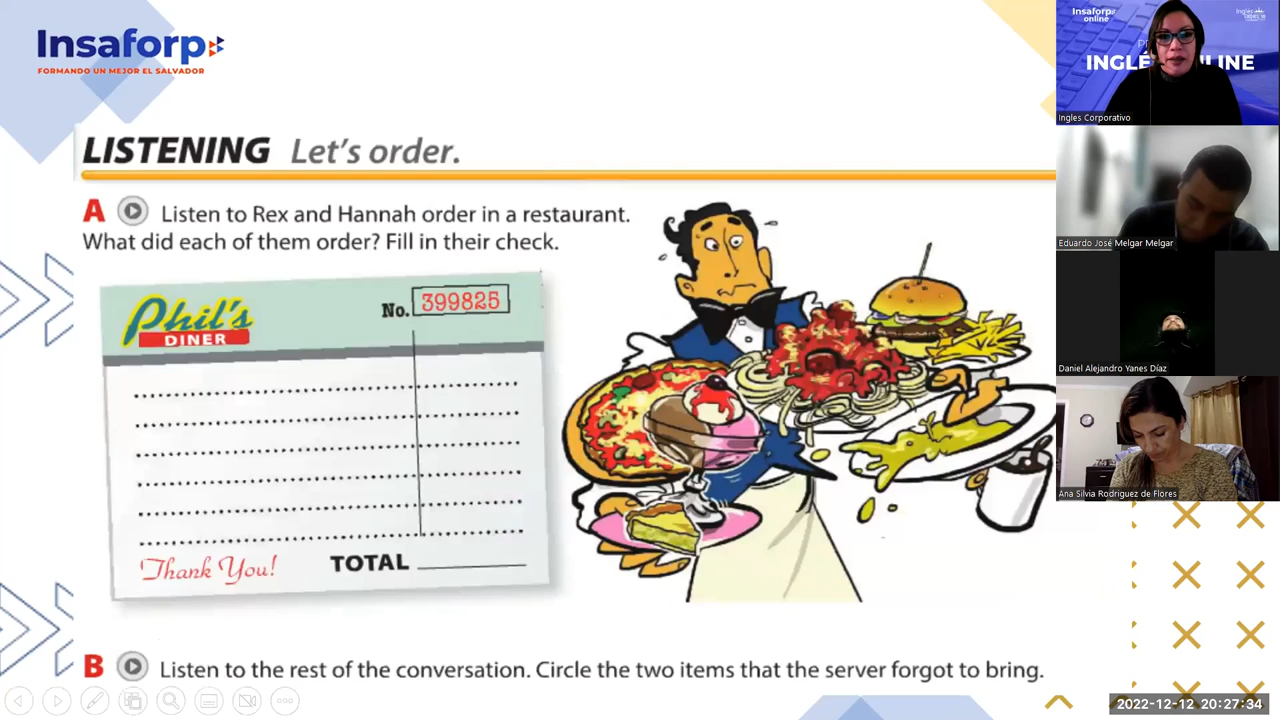 Insaforp
FORMANDO UN MEJOR EL SALVADOR
LISTENING Let's order.
A Listen to Rex and Hannah order in a restaurant.
What did each of them order? Fill in their check.
Phil's
DINER
No. 399825
Thank You!
TOTAL
B Listen to the rest of the conversation. Circle the two items that the server forgot to bring.
Insaforp
online
Ingles Corporativo
Eduardo José Melgar Melgar
Daniel Alejandro Yanes Díaz
Ana Silvia Rodriguez de Flores
2022-12-12 20:27:34